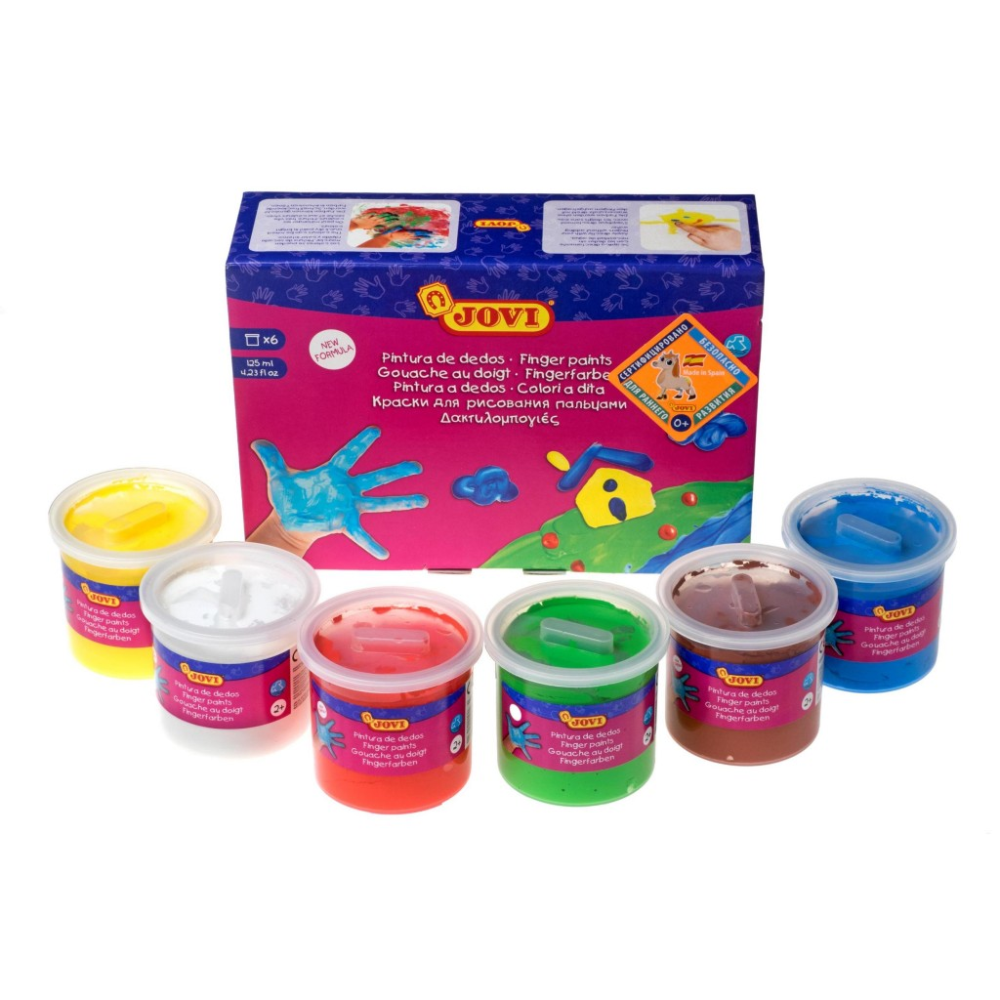 JOVI
JOVI
x6
125 ml
4.23 fl oz
NEW
FORMULA
Pintura de dedos · Finger paints
Gouache au doigt · Fingerfarbe
Pintura a dedos · Colori a dita
Краски для рисования пальцами
Δακτυλομπογιές
СЕРТИФИЦИРОВАНО
БЕЗОПАСНО
ДЛЯ РАННЕГО
РАЗВИТИЯ
Made in Spain
JOVI
0+
JOVI
Pintura de dedos
Finger paints
Gouache au doigt
Fingerfarben
JOVI
Pintura de dedos
Finger paints
Gouache au doigt
Fingerfarben
2+
JOVI
Pintura de dedos
Finger paints
Gouache au doigt
Fingerfarben
2+
JOVI
Pintura de dedos
Finger paints
Gouache au doigt
Fingerfarben
2+
JOVI
Pintura de dedos
Finger paints
Gouache au doigt
Fingerfarben
2+
JOVI
Pintura de dedos
Finger paints
Gouache au doigt
Fingerfarben